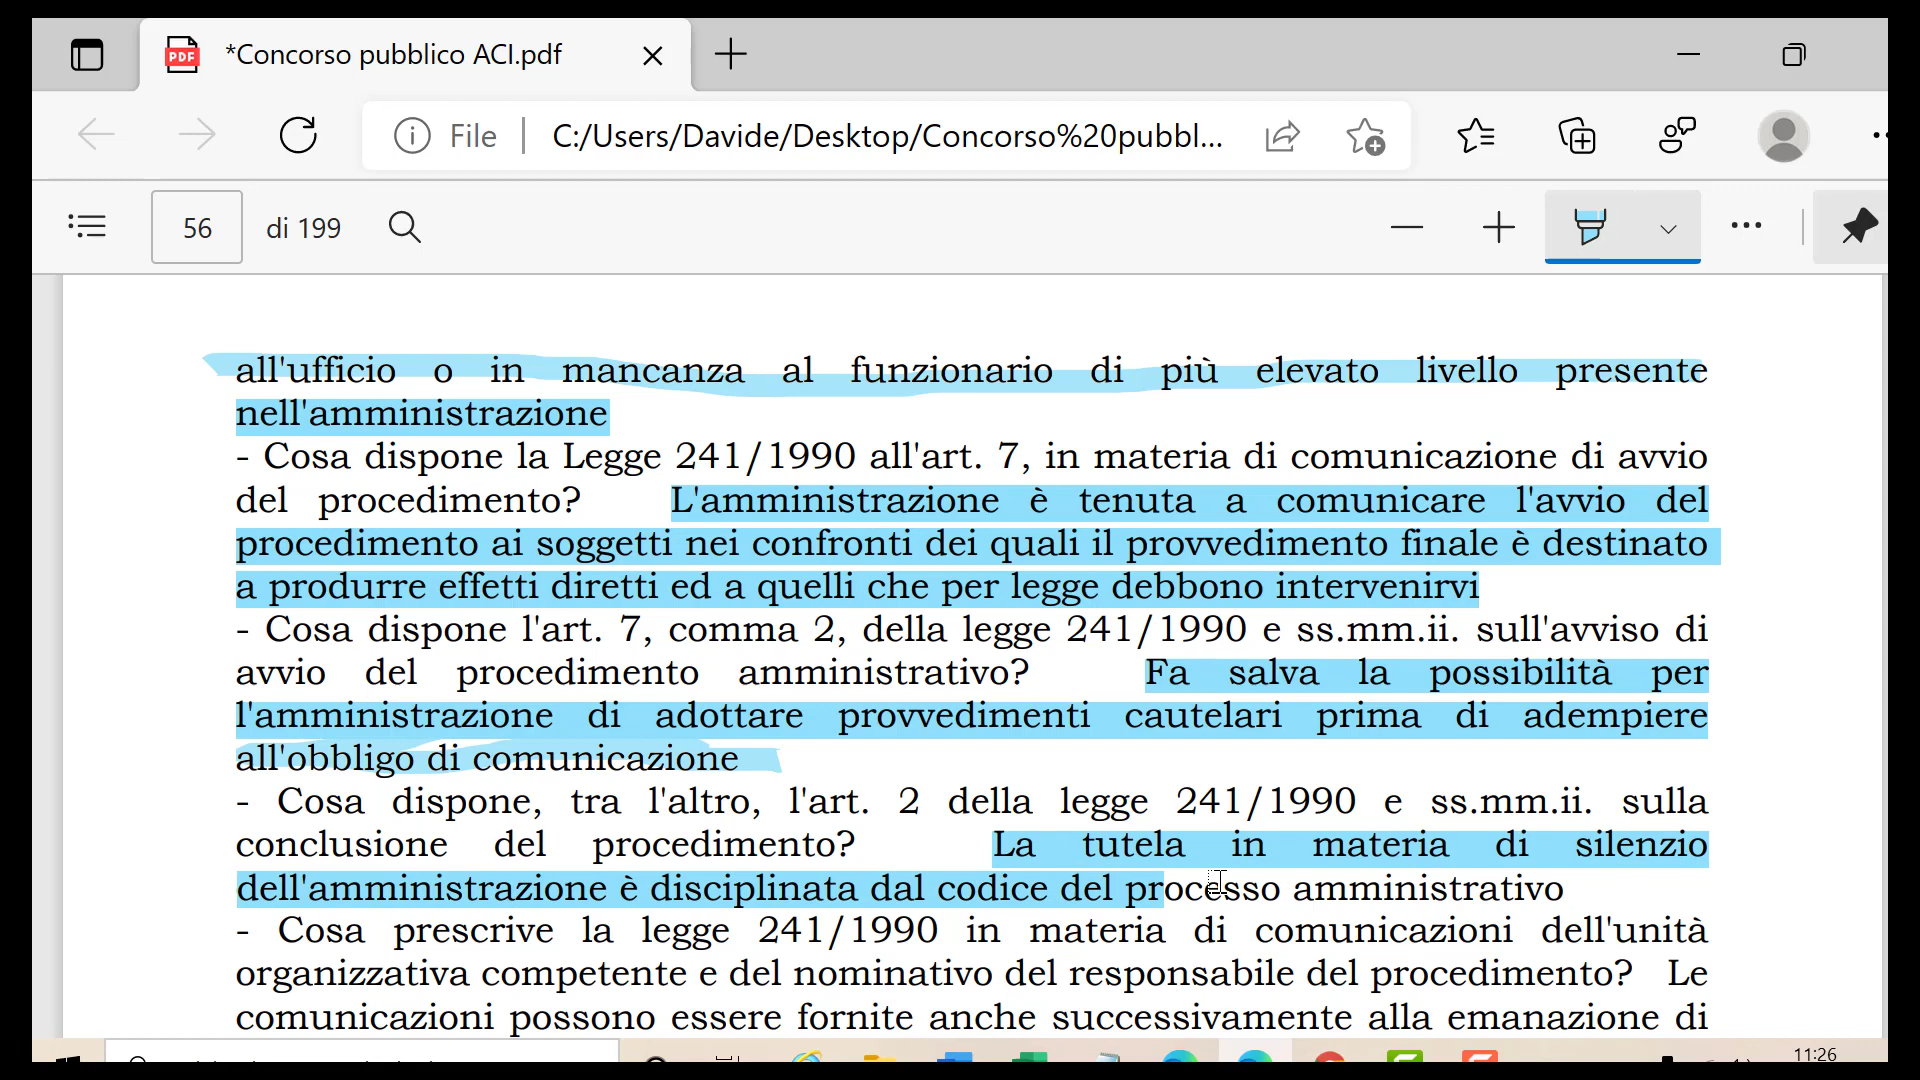 PDF
*Concorso pubblico ACI.pdf
File
C:/Users/Davide/Desktop/Concorso%20pubbl...
56
di 199
all'ufficio o in mancanza al funzionario di più elevato livello presente
nell'amministrazione
- Cosa dispone la Legge 241/1990 all'art. 7, in materia di comunicazione di avvio
del procedimento? L'amministrazione è tenuta a comunicare l'avvio del
procedimento ai soggetti nei confronti dei quali il provvedimento finale è destinato
a produrre effetti diretti ed a quelli che per legge debbono intervenirvi
- Cosa dispone l'art. 7, comma 2, della legge 241/1990 e ss.mm.ii. sull'avviso di
avvio del procedimento amministrativo? Fa salva la possibilità per
l'amministrazione di adottare provvedimenti cautelari prima di adempiere
all'obbligo di comunicazione
- Cosa dispone, tra l'altro, l'art. 2 della legge 241/1990 e ss.mm.ii. sulla
conclusione del procedimento? La tutela in materia di silenzio
dell'amministrazione è disciplinata dal codice del processo amministrativo
- Cosa prescrive la legge 241/1990 in materia di comunicazioni dell'unità
organizzativa competente e del nominativo del responsabile del procedimento? Le
comunicazioni possono essere fornite anche successivamente alla emanazione di
11:26